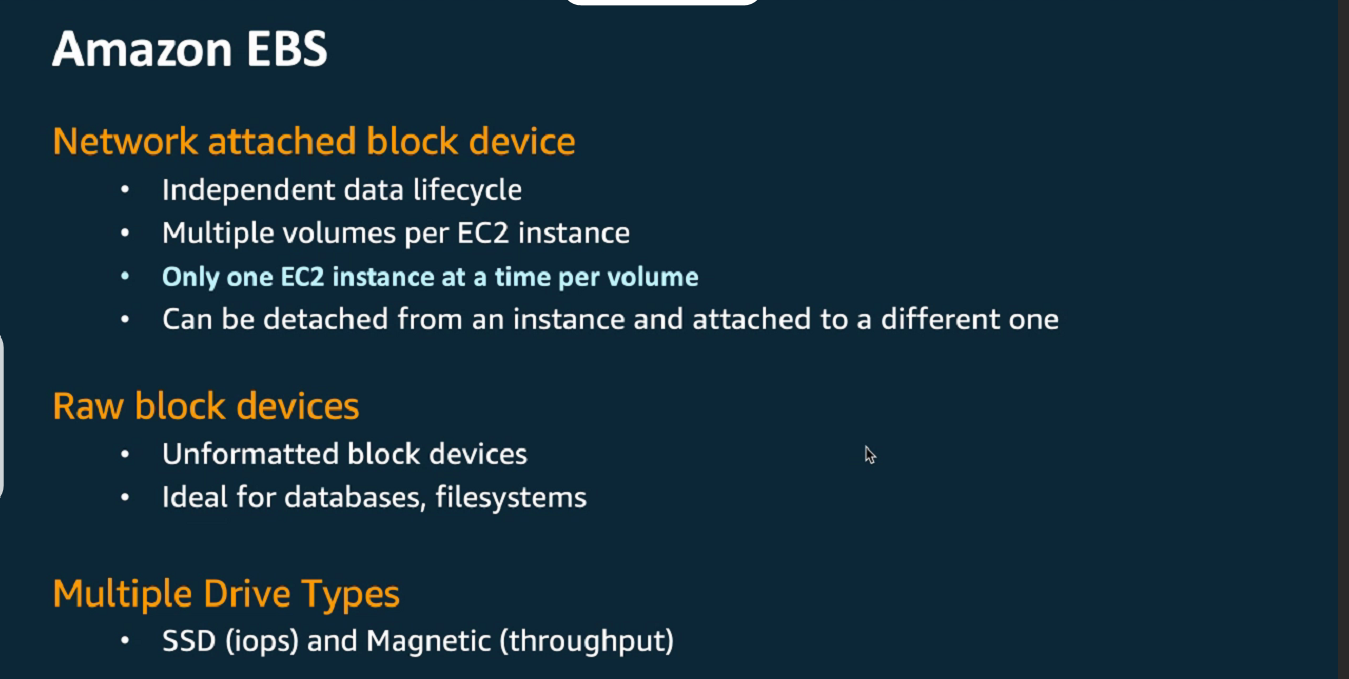 Amazon EBS
Network attached block device
• Independent data lifecycle
• Multiple volumes per EC2 instance
• Only one EC2 instance at a time per volume
• Can be detached from an instance and attached to a different one
Raw block devices
• Unformatted block devices
• Ideal for databases, filesystems
Multiple Drive Types
• SSD (iops) and Magnetic (throughput)